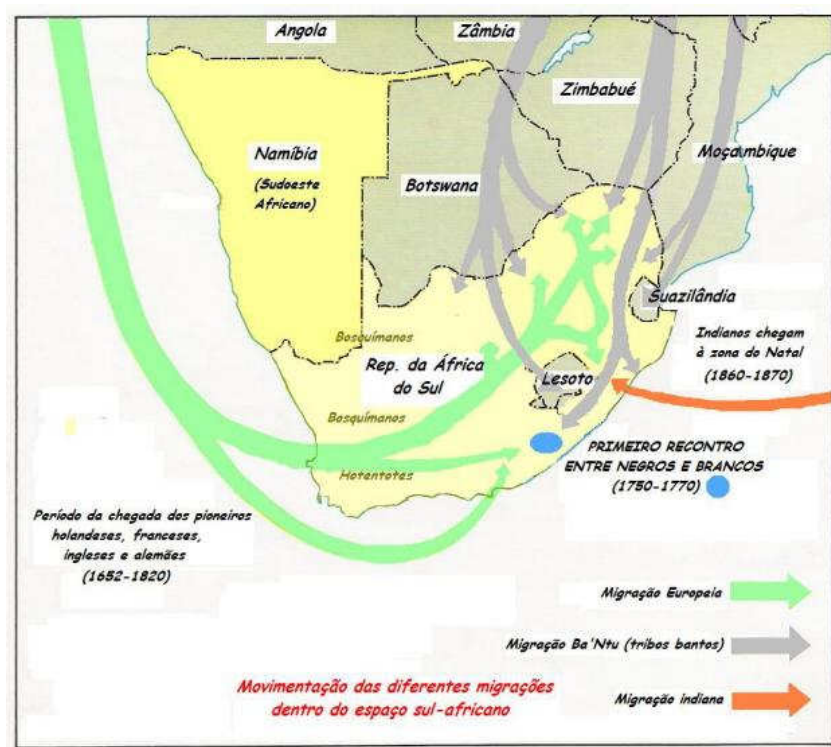 Angola
Zâmbia
Zimbabué
Moçambique
Namíbia
(Sudoeste
Africano)
Botswana
Suazilândia
Bosquímanos
Rep. da África
do Sul
Lesoto
Indianos chegam
à zona do Natal
(1860-1870)
Bosquímanos
Hotentotes
PRIMEIRO RECONTRO
ENTRE NEGROS E BRANCOS
(1750-1770)
Período da chegada dos pioneiros
holandeses, franceses,
ingleses e alemães
(1652-1820)
Migração Europeia
Migração Ba'Ntu (tribos bantos)
Movimentação das diferentes migrações
dentro do espaço sul-africano
Migração indiana